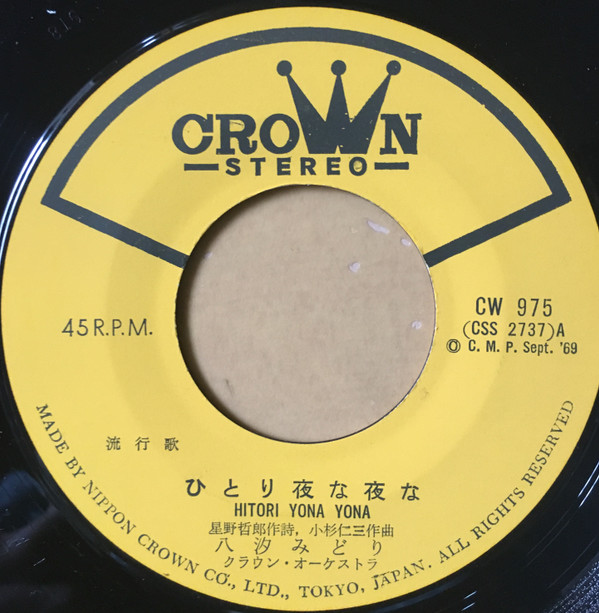 CROWN
STEREO
45 R.P.M.
CW 975
(CSS 2737)A
Ⓟ C. M. P. Sept. '69
流行歌
ひとり夜な夜な
HITORI YONA YONA
星野哲郎作詩, 小杉仁三作曲
八汐みどり
クラウン・オーケストラ
MADE BY NIPPON CROWN CO., LTD., TOKYO, JAPAN. ALL RIGHTS RESERVED